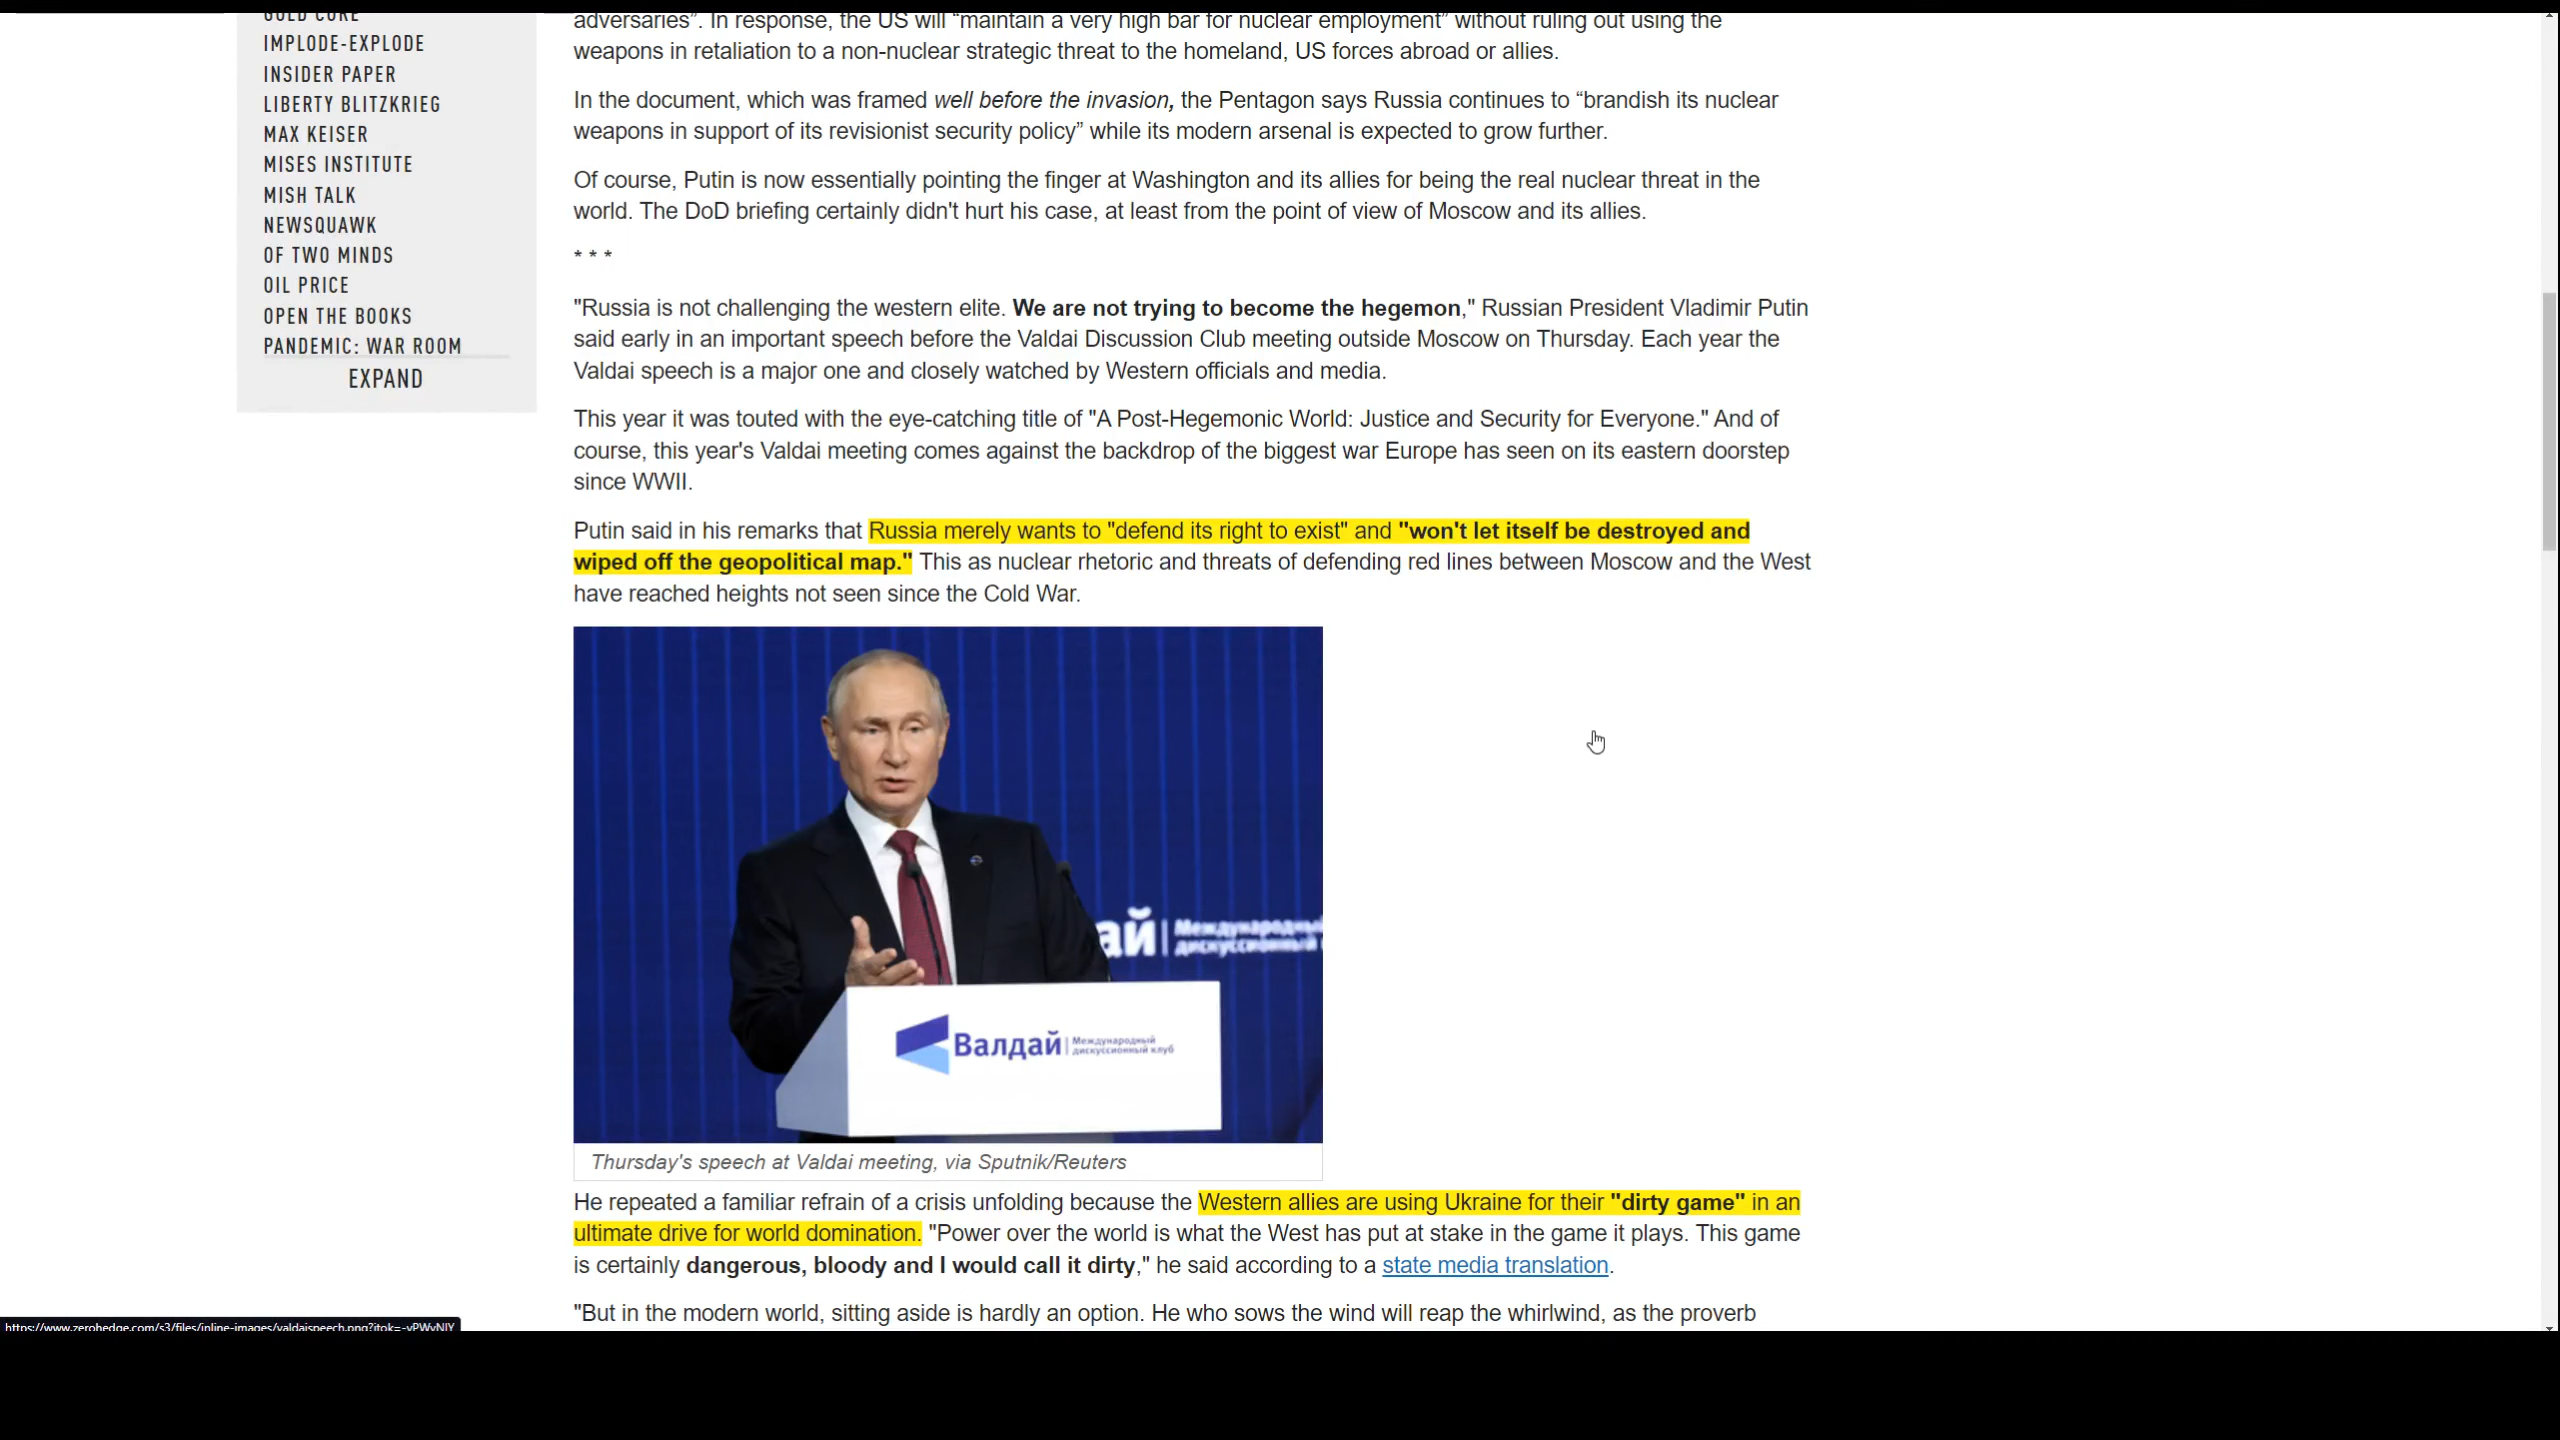 GOLD CORE
IMPLODE-EXPLODE
INSIDER PAPER
LIBERTY BLITZKRIEG
MAX KEISER
MISES INSTITUTE
MISH TALK
NEWSQUAWK
OF TWO MINDS
OIL PRICE
OPEN THE BOOKS
PANDEMIC: WAR ROOM
EXPAND
adversaries”. In response, the US will “maintain a very high bar for nuclear employment” without ruling out using the
weapons in retaliation to a non-nuclear strategic threat to the homeland, US forces abroad or allies.
In the document, which was framed well before the invasion, the Pentagon says Russia continues to “brandish its nuclear
weapons in support of its revisionist security policy” while its modern arsenal is expected to grow further.
Of course, Putin is now essentially pointing the finger at Washington and its allies for being the real nuclear threat in the
world. The DoD briefing certainly didn't hurt his case, at least from the point of view of Moscow and its allies.
* * *
"Russia is not challenging the western elite. We are not trying to become the hegemon," Russian President Vladimir Putin
said early in an important speech before the Valdai Discussion Club meeting outside Moscow on Thursday. Each year the
Valdai speech is a major one and closely watched by Western officials and media.
This year it was touted with the eye-catching title of "A Post-Hegemonic World: Justice and Security for Everyone." And of
course, this year's Valdai meeting comes against the backdrop of the biggest war Europe has seen on its eastern doorstep
since WWII.
Putin said in his remarks that Russia merely wants to "defend its right to exist" and "won't let itself be destroyed and
wiped off the geopolitical map." This as nuclear rhetoric and threats of defending red lines between Moscow and the West
have reached heights not seen since the Cold War.
ай Международный
дискуссионный
Валдай Международный
дискуссионный клуб
Thursday's speech at Valdai meeting, via Sputnik/Reuters
He repeated a familiar refrain of a crisis unfolding because the Western allies are using Ukraine for their "dirty game" in an
ultimate drive for world domination. "Power over the world is what the West has put at stake in the game it plays. This game
is certainly dangerous, bloody and I would call it dirty," he said according to a state media translation.
"But in the modern world, sitting aside is hardly an option. He who sows the wind will reap the whirlwind, as the proverb